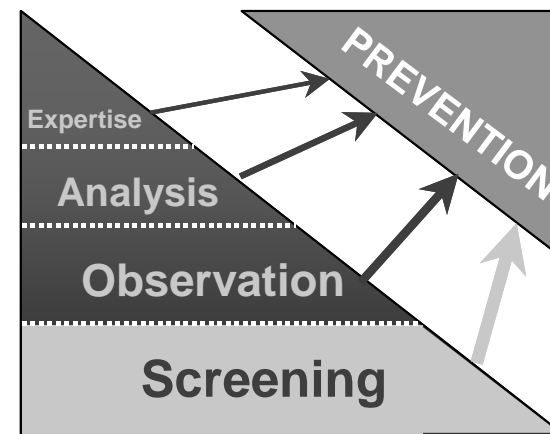 PREVENTION
Expertise
Analysis
Observation
Screening